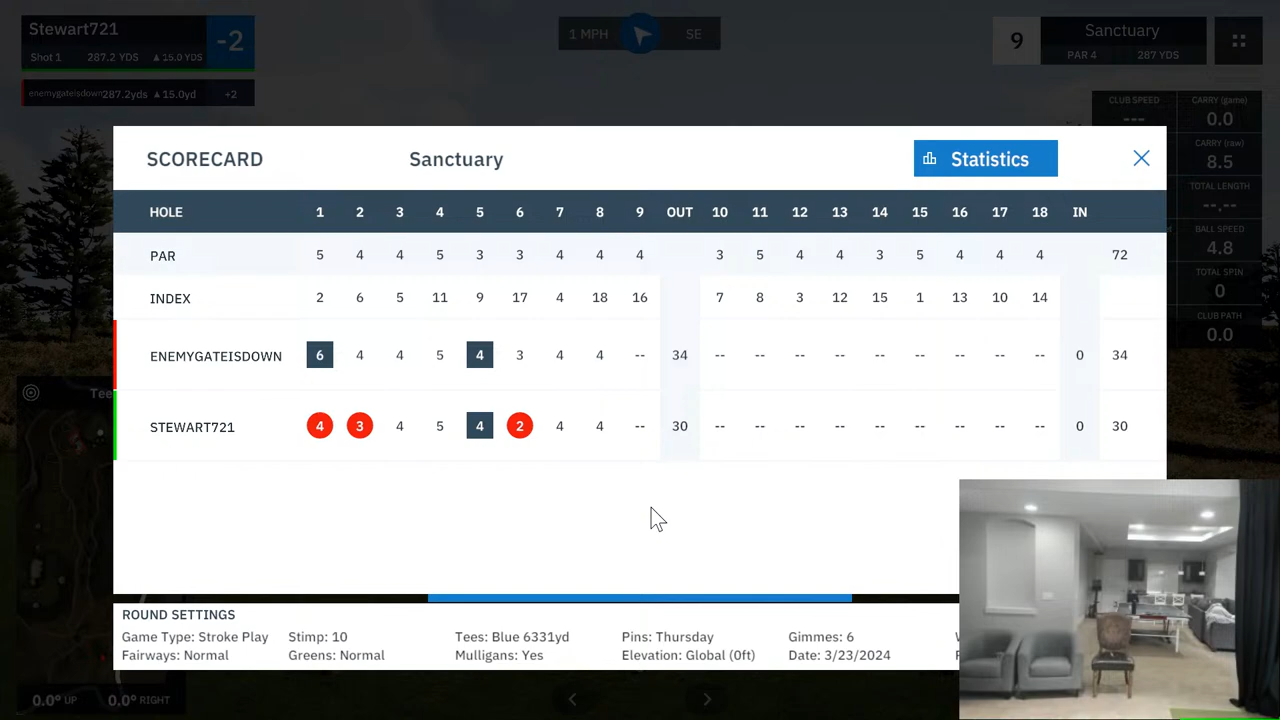 Stewart721
-2
Shot 1 287.2 YDS ▲15.0 YDS
enemygateisdown 287.2yds ▲15.0yd +2
1 MPH SE
9 Sanctuary
PAR 4 287 YDS
CLUB SPEED CARRY (game)
--- 0.0
CARRY (raw)
8.5
TOTAL LENGTH
--.--
BALL SPEED
4.8
TOTAL SPIN
0
CLUB PATH
0.0
SCORECARD Sanctuary Statistics
HOLE 1 2 3 4 5 6 7 8 9 OUT 10 11 12 13 14 15 16 17 18 IN
PAR 5 4 4 5 3 3 4 4 4 3 5 4 4 3 5 4 4 4 72
INDEX 2 6 5 11 9 17 4 18 16 7 8 3 12 15 1 13 10 14
ENEMYGATEISDOWN 6 4 4 5 4 3 4 4 -- 34 -- -- -- -- -- -- -- -- -- 0 34
STEWART721 4 3 4 5 4 2 4 4 -- 30 -- -- -- -- -- -- -- -- -- 0 30
Tee
ROUND SETTINGS
Game Type: Stroke Play Stimp: 10 Tees: Blue 6331yd Pins: Thursday Gimmes: 6
Fairways: Normal Greens: Normal Mulligans: Yes Elevation: Global (0ft) Date: 3/23/2024
0.0° UP 0.0° RIGHT